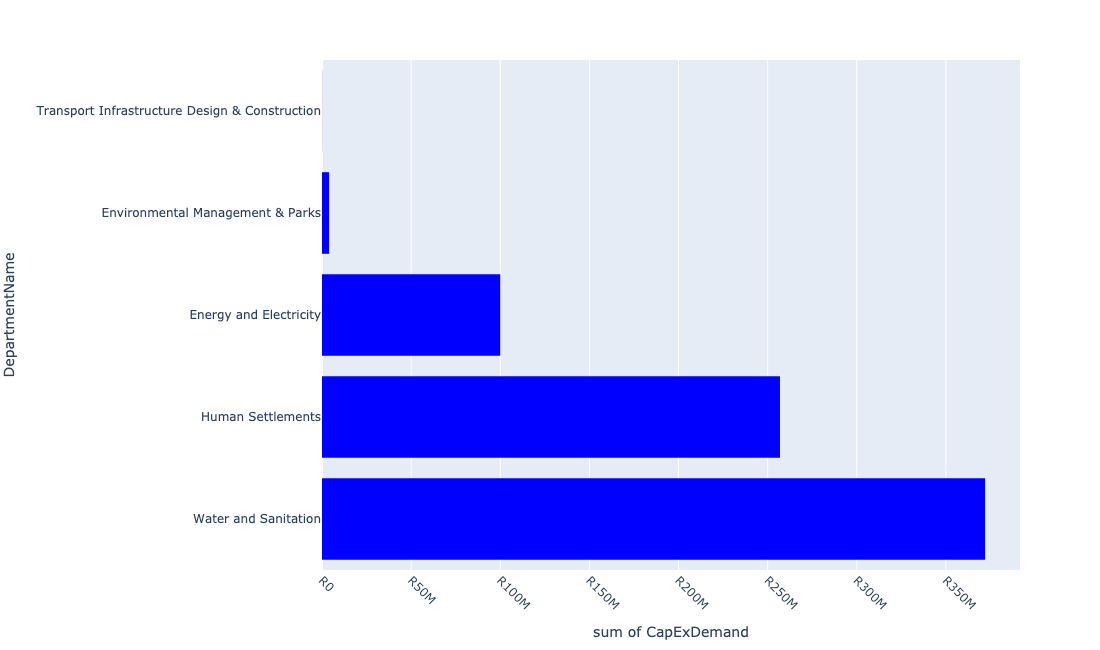 Transport Infrastructure Design & Construction
Environmental Management & Parks
Energy and Electricity
Human Settlements
Water and Sanitation
DepartmentName
R0
R50M
R100M
R150M
R200M
R250M
R300M
R350M
sum of CapExDemand